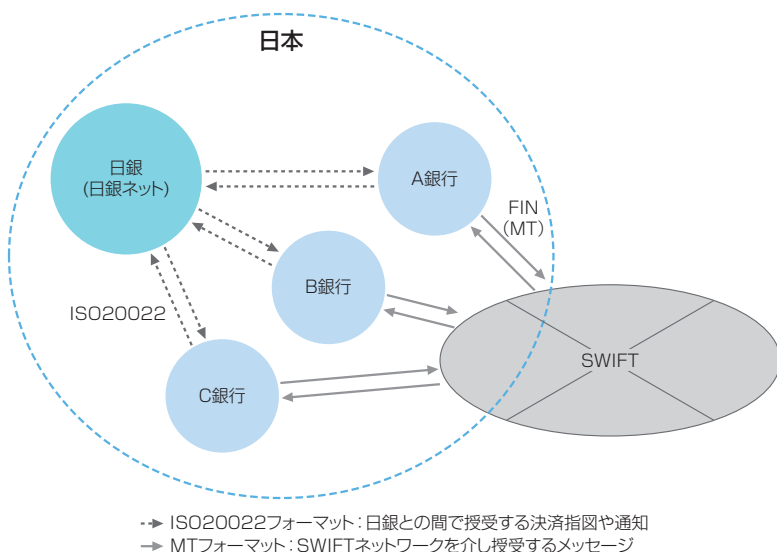 日本
日銀
(日銀ネット)
A銀行
FIN
(MT)
B銀行
ISO20022
SWIFT
C銀行
ISO20022フォーマット：日銀との間で授受する決済指図や通知
MTフォーマット：SWIFTネットワークを介し授受するメッセージ